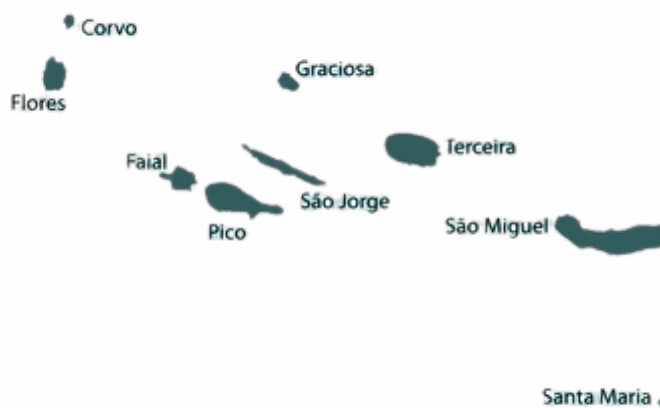 Corvo
Graciosa
Flores
Terceira
Faial
São Jorge
São Miguel
Pico
Santa Maria